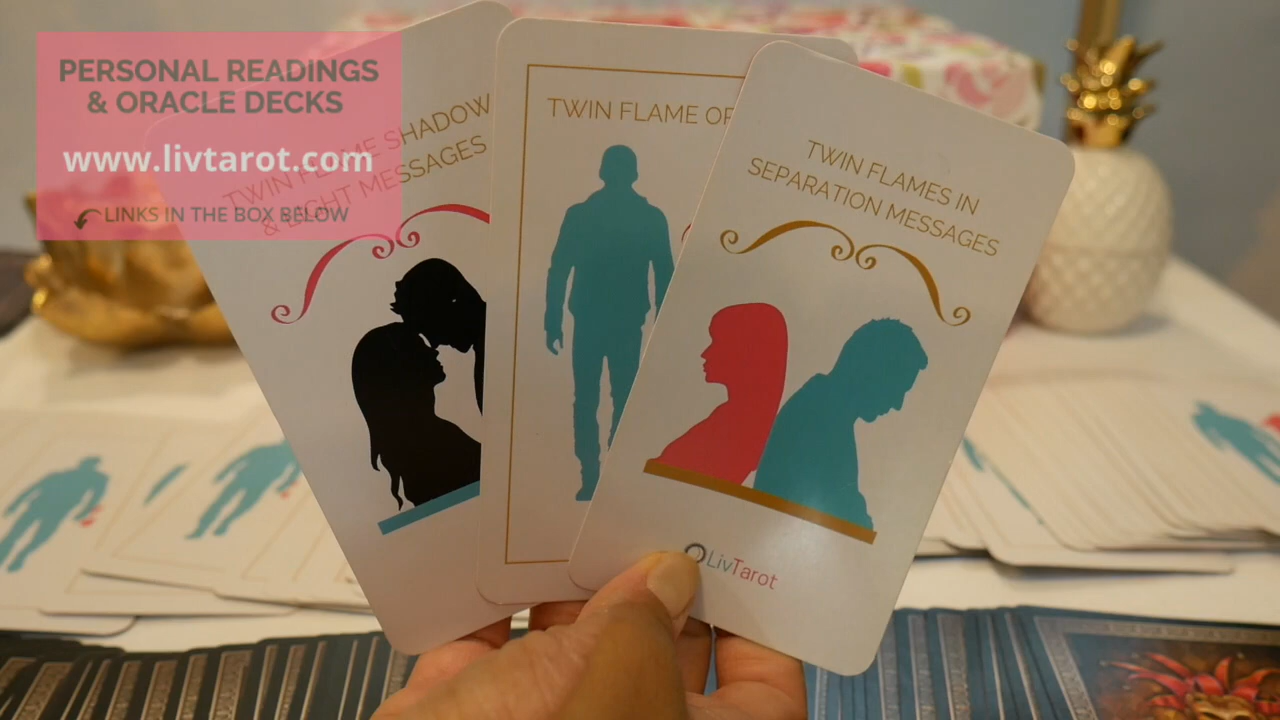 PERSONAL READINGS
& ORACLE DECKS
www.livtarot.com
LINKS IN THE BOX BELOW
TWIN FLAME SHADOW
& LIGHT MESSAGES
TWIN FLAME
TWIN FLAMES IN
SEPARATION MESSAGES
LivTarot